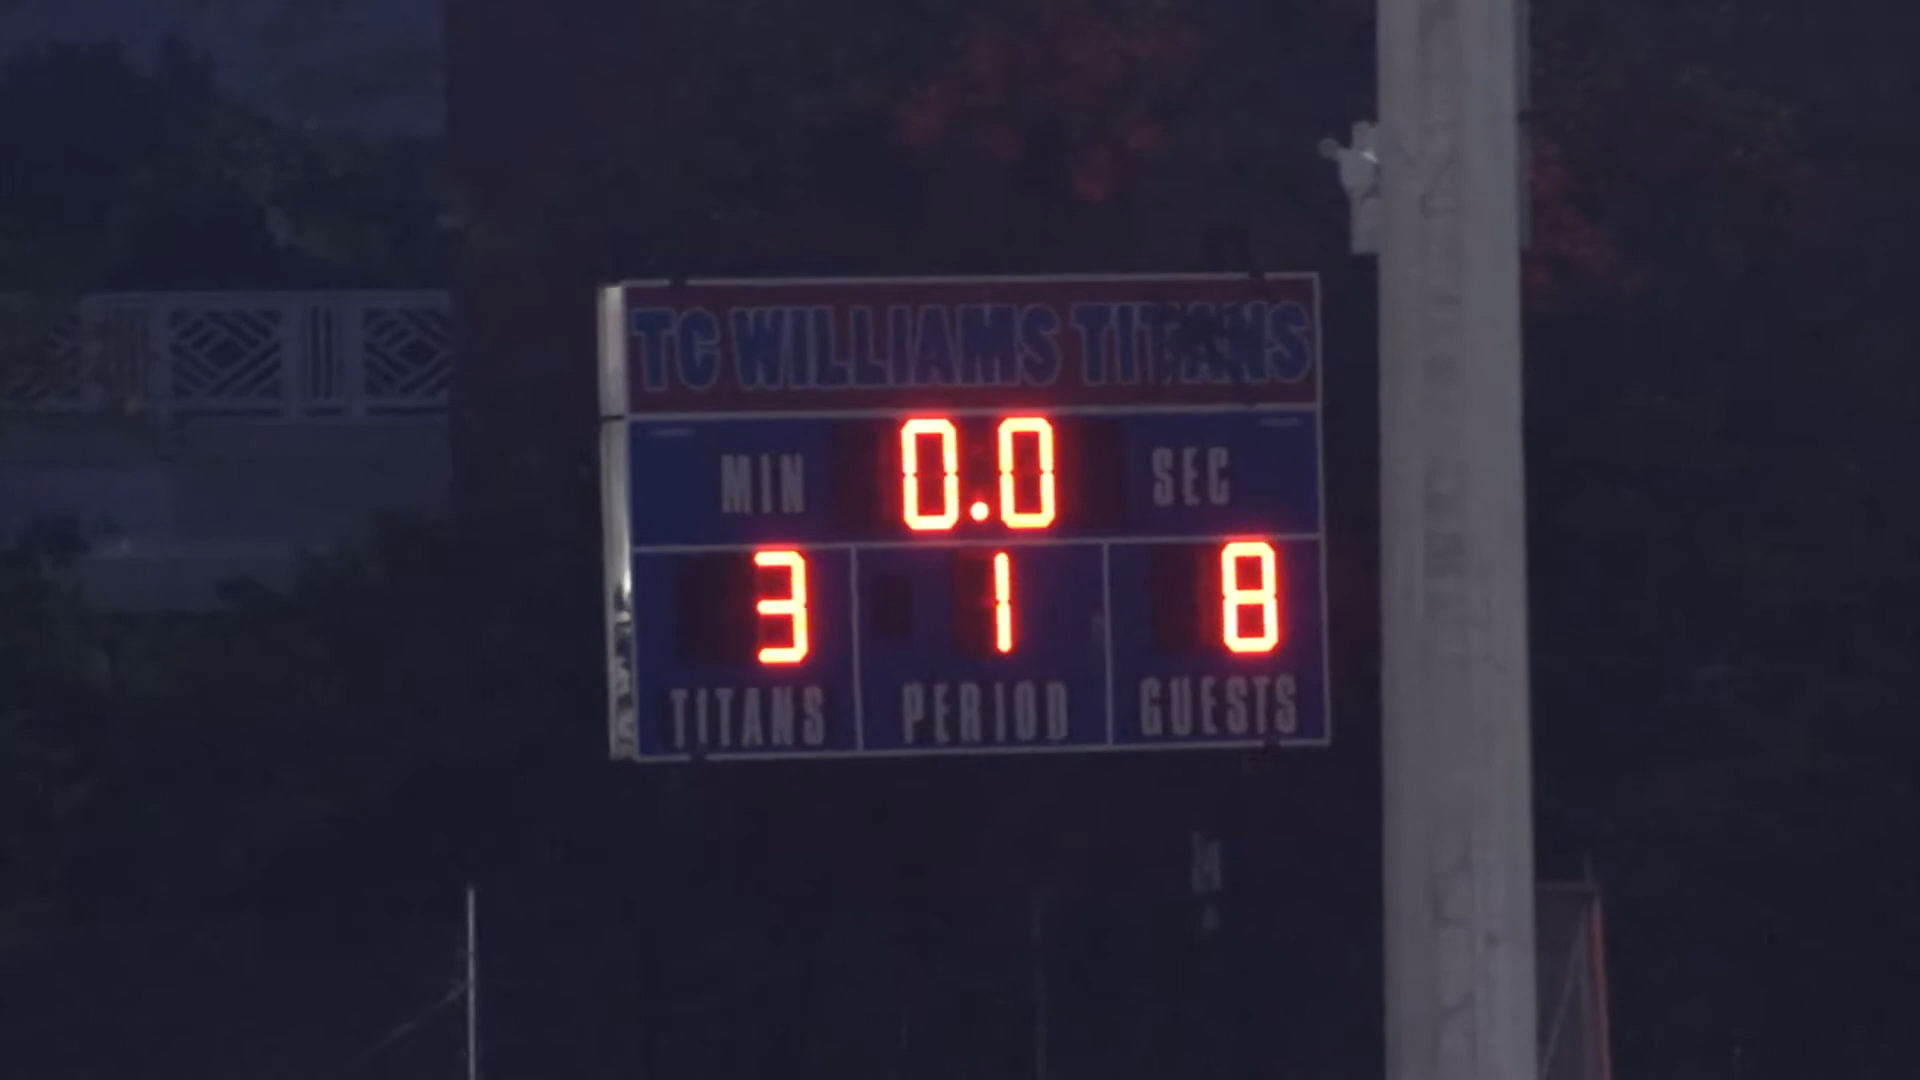 TC WILLIAMS TITANS
MIN 0.0 SEC
3 1 8
TITANS PERIOD GUESTS